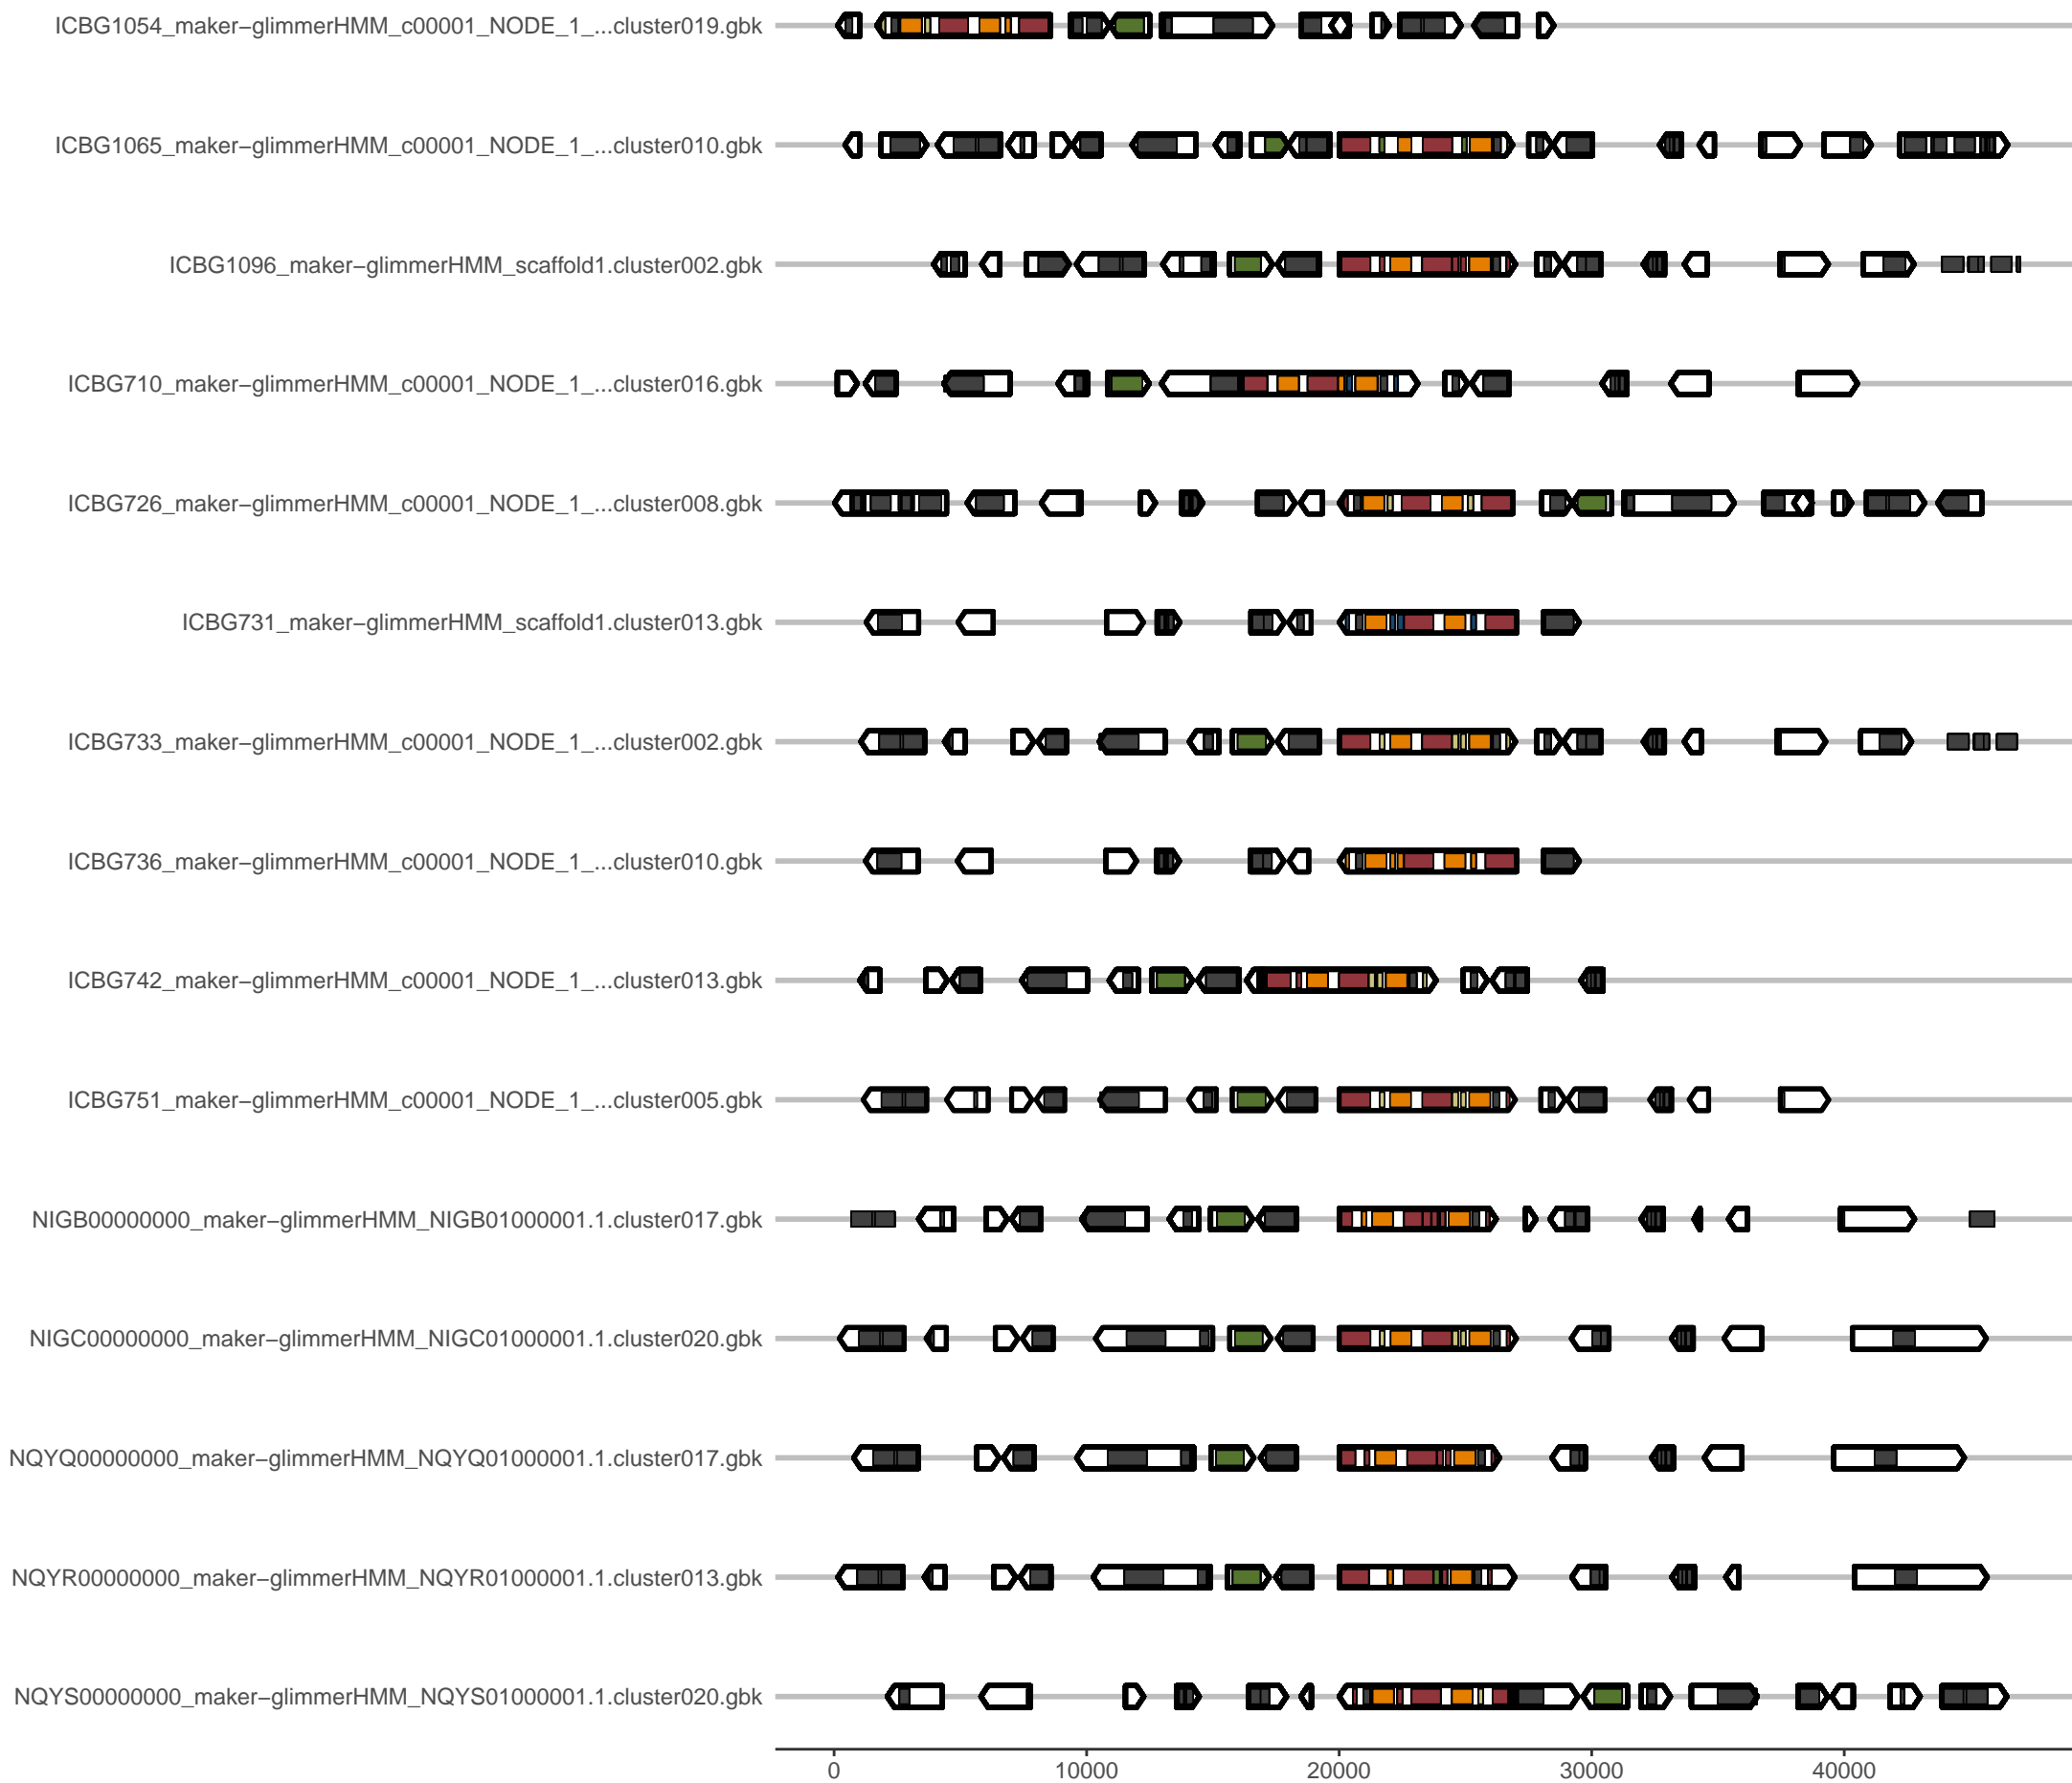 ICBG1054_maker−glimmerHMM_c00001_NODE_1_...cluster019.gbk
ICBG1065_maker−glimmerHMM_c00001_NODE_1_...cluster010.gbk
ICBG1096_maker−glimmerHMM_scaffold1.cluster002.gbk
ICBG710_maker−glimmerHMM_c00001_NODE_1_...cluster016.gbk
ICBG726_maker−glimmerHMM_c00001_NODE_1_...cluster008.gbk
ICBG731_maker−glimmerHMM_scaffold1.cluster013.gbk
ICBG733_maker−glimmerHMM_c00001_NODE_1_...cluster002.gbk
ICBG736_maker−glimmerHMM_c00001_NODE_1_...cluster010.gbk
ICBG742_maker−glimmerHMM_c00001_NODE_1_...cluster013.gbk
ICBG751_maker−glimmerHMM_c00001_NODE_1_...cluster005.gbk
NIGB00000000_maker−glimmerHMM_NIGB01000001.1.cluster017.gbk
NIGC00000000_maker−glimmerHMM_NIGC01000001.1.cluster020.gbk
NQYQ00000000_maker−glimmerHMM_NQYQ01000001.1.cluster017.gbk
NQYR00000000_maker−glimmerHMM_NQYR01000001.1.cluster013.gbk
NQYS00000000_maker−glimmerHMM_NQYS01000001.1.cluster020.gbk
0 10000 20000 30000 40000